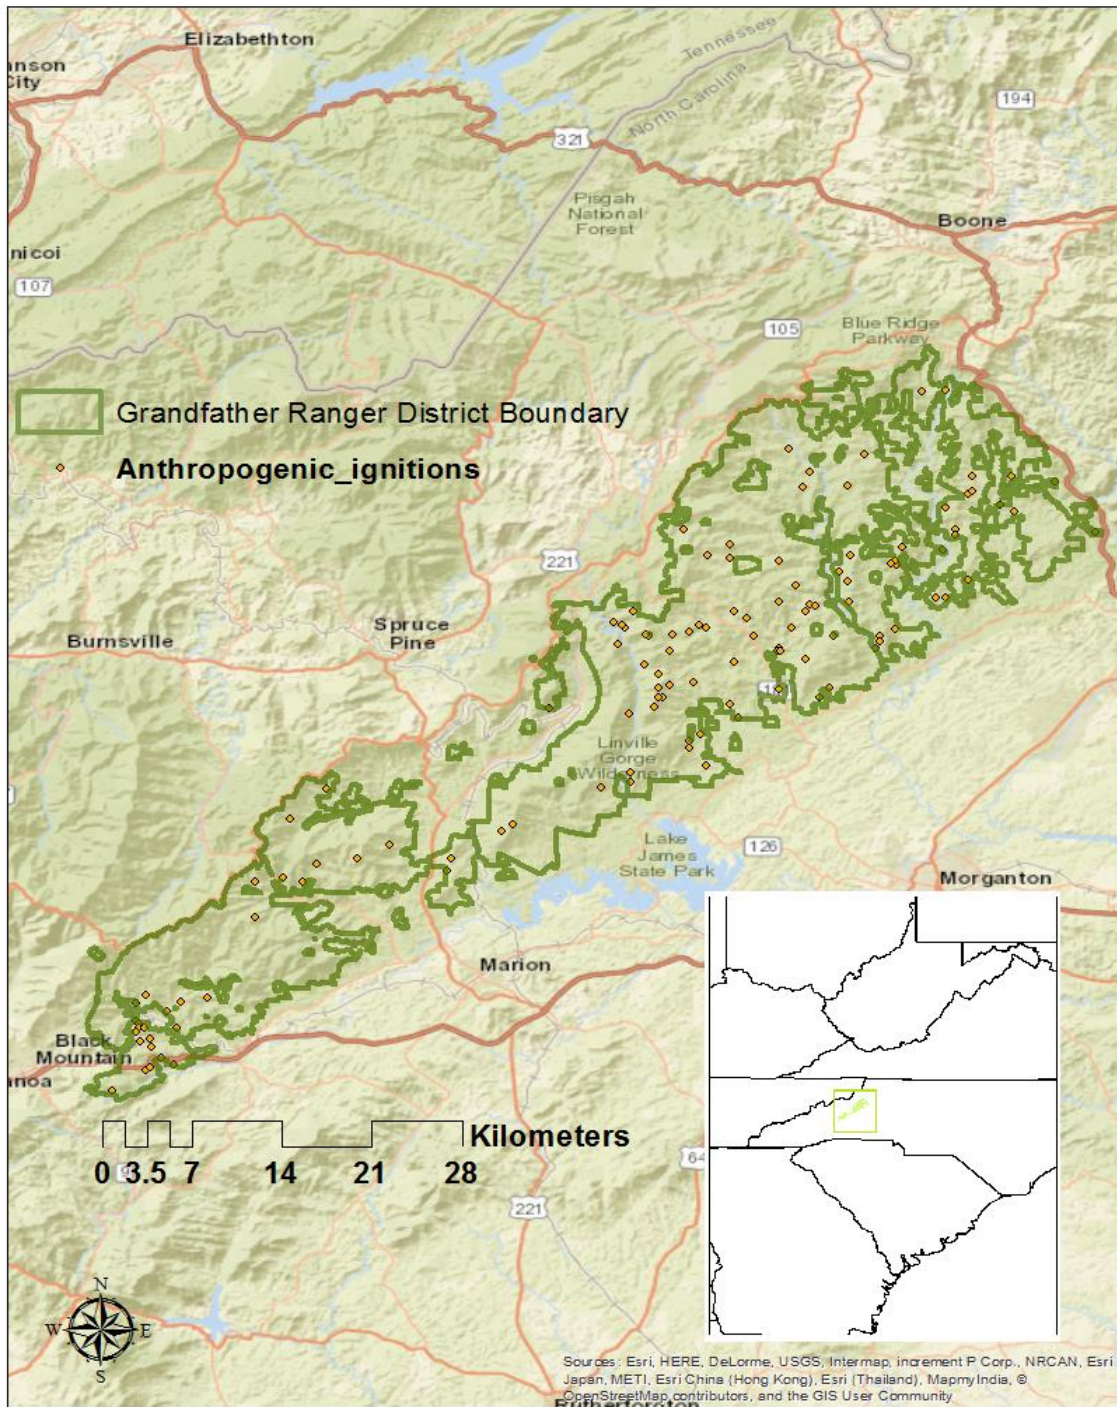 Elizabethton
Tennessee
North Carolina
anson
City
194
321
Pisgah
National
Forest
Boone
nicoi
107
105
Blue Ridge
Parkway
Grandfather Ranger District Boundary
Anthropogenic_ignitions
221
Spruce
Pine
Burnsville
Linville
Gorge
Wilderness
Lake
James
State Park
126
Morganton
Marion
Black
Mountain
noa
Kilometers
0 3.5 7 14 21 28
64
221
N
W E
S
Sources: Esri, HERE, DeLorme, USGS, Intermap, increment P Corp., NRCAN, Esri
Japan, METI, Esri China (Hong Kong), Esri (Thailand), MapmyIndia, ©
OpenStreetMap contributors, and the GIS User Community
Rutherfordton